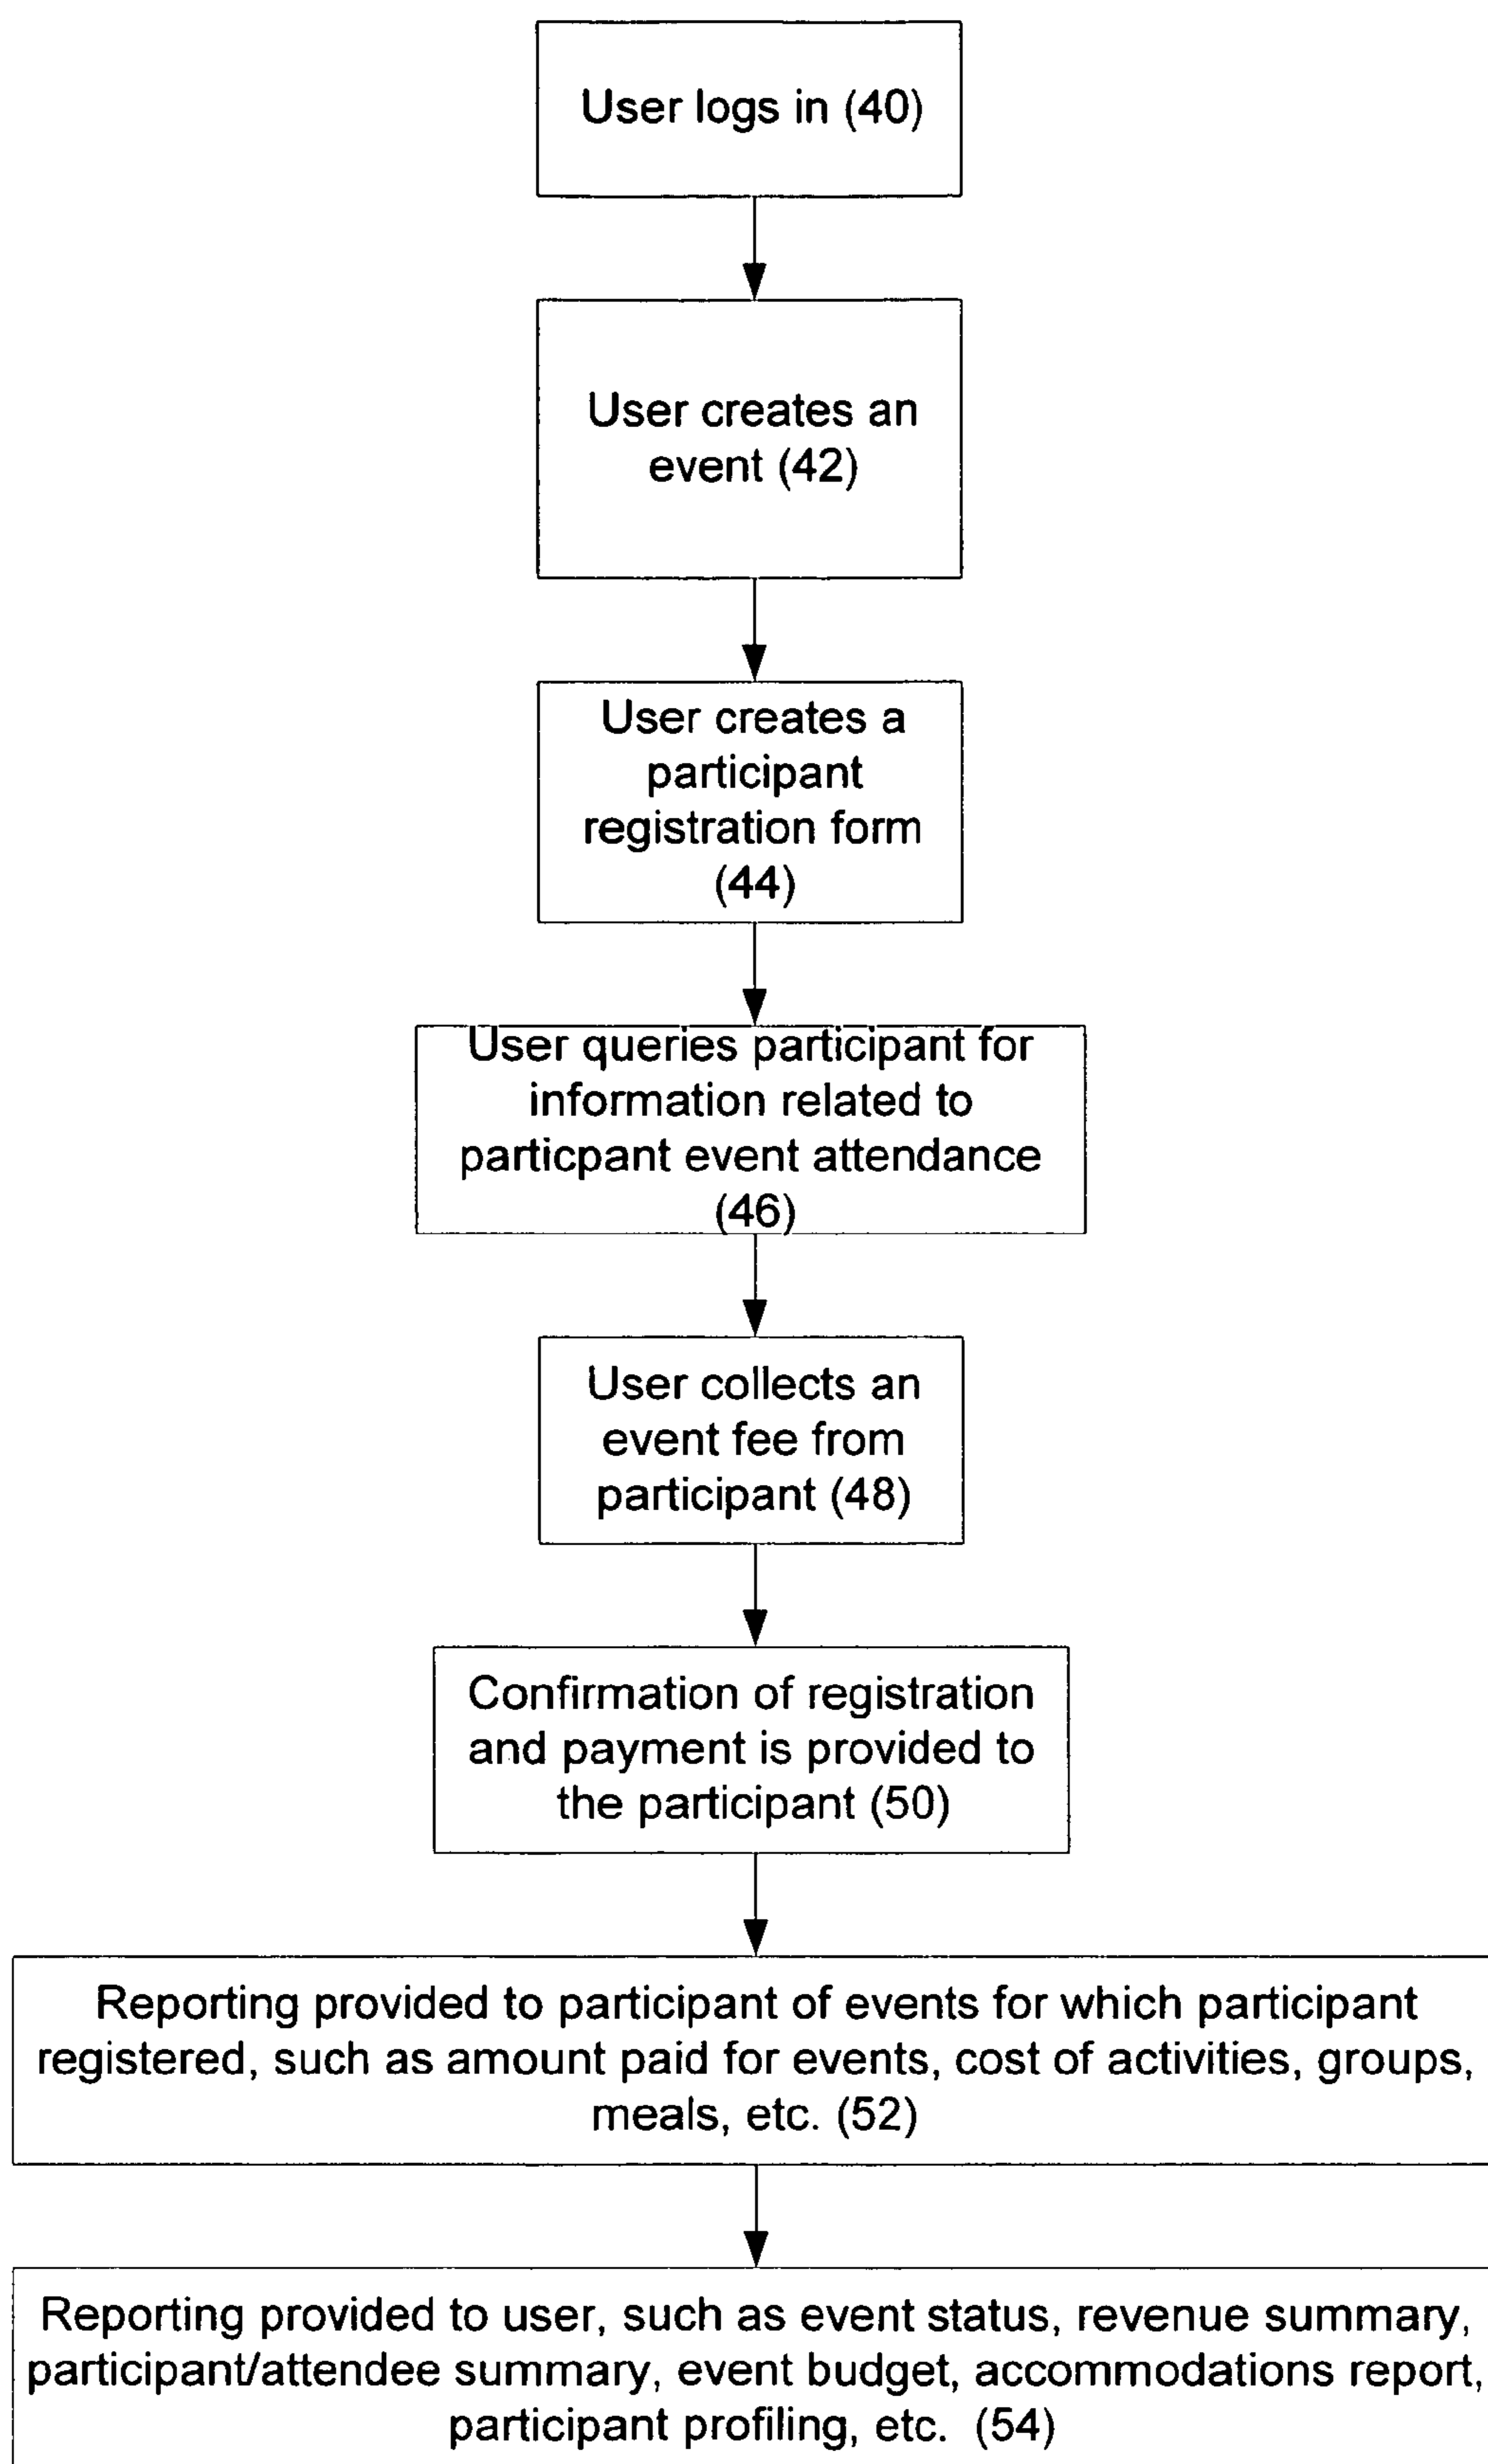 User logs in (40)
User creates an
event (42)
User creates a
participant
registration form
(44)
User queries participant for
information related to
particpant event attendance
(46)
User collects an
event fee from
participant (48)
Confirmation of registration
and payment is provided to
the participant (50)
Reporting provided to participant of events for which participant
registered, such as amount paid for events, cost of activities, groups,
meals, etc. (52)
Reporting provided to user, such as event status, revenue summary,
participant/attendee summary, event budget, accommodations report,
participant profiling, etc. (54)